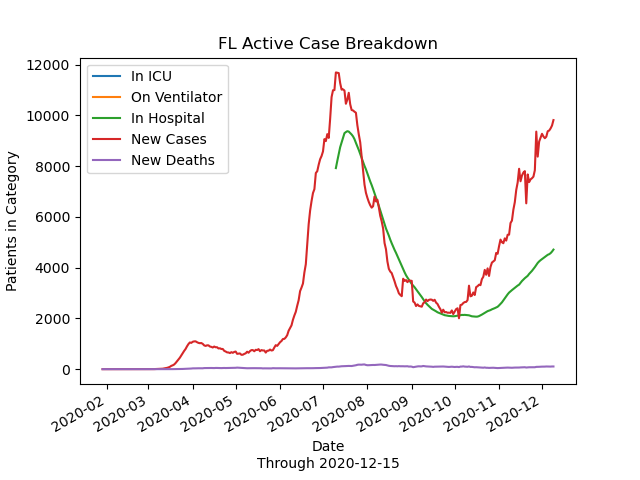 FL Active Case Breakdown
12000
10000
8000
6000
4000
2000
0
Patients in Category
In ICU
On Ventilator
In Hospital
New Cases
New Deaths
2020-02
2020-03
2020-04
2020-05
2020-06
2020-07
2020-08
2020-09
2020-10
2020-11
2020-12
Date
Through 2020-12-15